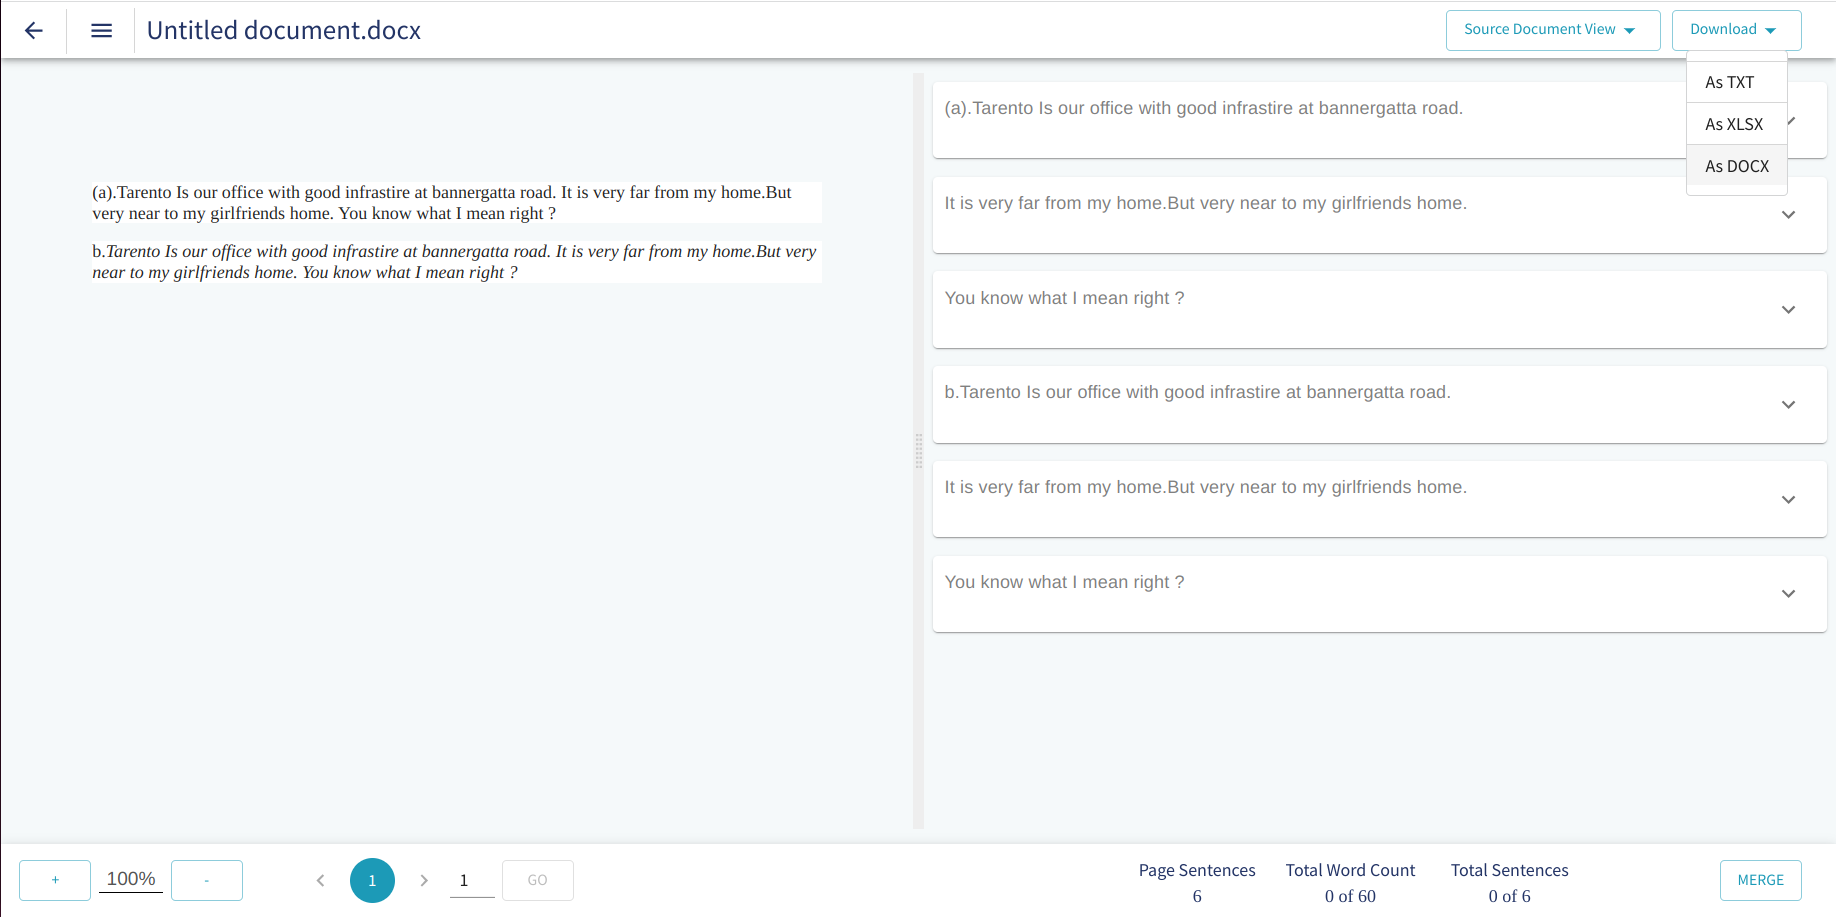 Untitled document.docx
Source Document View
Download
As TXT
As XLSX
As DOCX
(a).Tarento Is our office with good infrastire at bannergatta road. It is very far from my home.But
very near to my girlfriends home. You know what I mean right ?
b.Tarento Is our office with good infrastire at bannergatta road. It is very far from my home.But very
near to my girlfriends home. You know what I mean right ?
(a).Tarento Is our office with good infrastire at bannergatta road.
It is very far from my home.But very near to my girlfriends home.
You know what I mean right ?
b.Tarento Is our office with good infrastire at bannergatta road.
It is very far from my home.But very near to my girlfriends home.
You know what I mean right ?
+ 100% -
1
1
GO
Page Sentences
6
Total Word Count
0 of 60
Total Sentences
0 of 6
MERGE